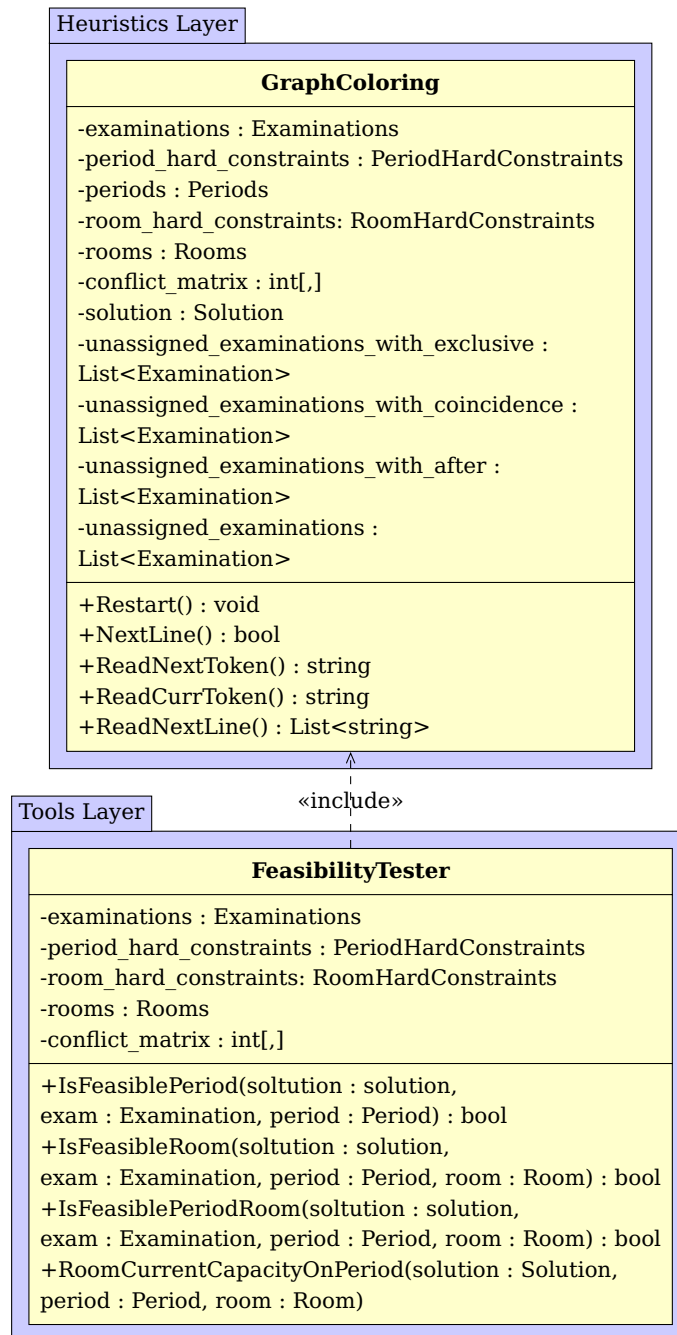 Heuristics Layer
GraphColoring
-examinations : Examinations
-period_hard_constraints : PeriodHardConstraints
-periods : Periods
-room_hard_constraints: RoomHardConstraints
-rooms : Rooms
-conflict_matrix : int[,]
-solution : Solution
-unassigned_examinations_with_exclusive :
List<Examination>
-unassigned_examinations_with_coincidence :
List<Examination>
-unassigned_examinations_with_after :
List<Examination>
-unassigned_examinations :
List<Examination>
+Restart() : void
+NextLine() : bool
+ReadNextToken() : string
+ReadCurrToken() : string
+ReadNextLine() : List<string>
«include»
Tools Layer
FeasibilityTester
-examinations : Examinations
-period_hard_constraints : PeriodHardConstraints
-room_hard_constraints: RoomHardConstraints
-rooms : Rooms
-conflict_matrix : int[,]
+IsFeasiblePeriod(soltution : solution,
exam : Examination, period : Period) : bool
+IsFeasibleRoom(soltution : solution,
exam : Examination, period : Period, room : Room) : bool
+IsFeasiblePeriodRoom(soltution : solution,
exam : Examination, period : Period, room : Room) : bool
+RoomCurrentCapacityOnPeriod(solution : Solution,
period : Period, room : Room)